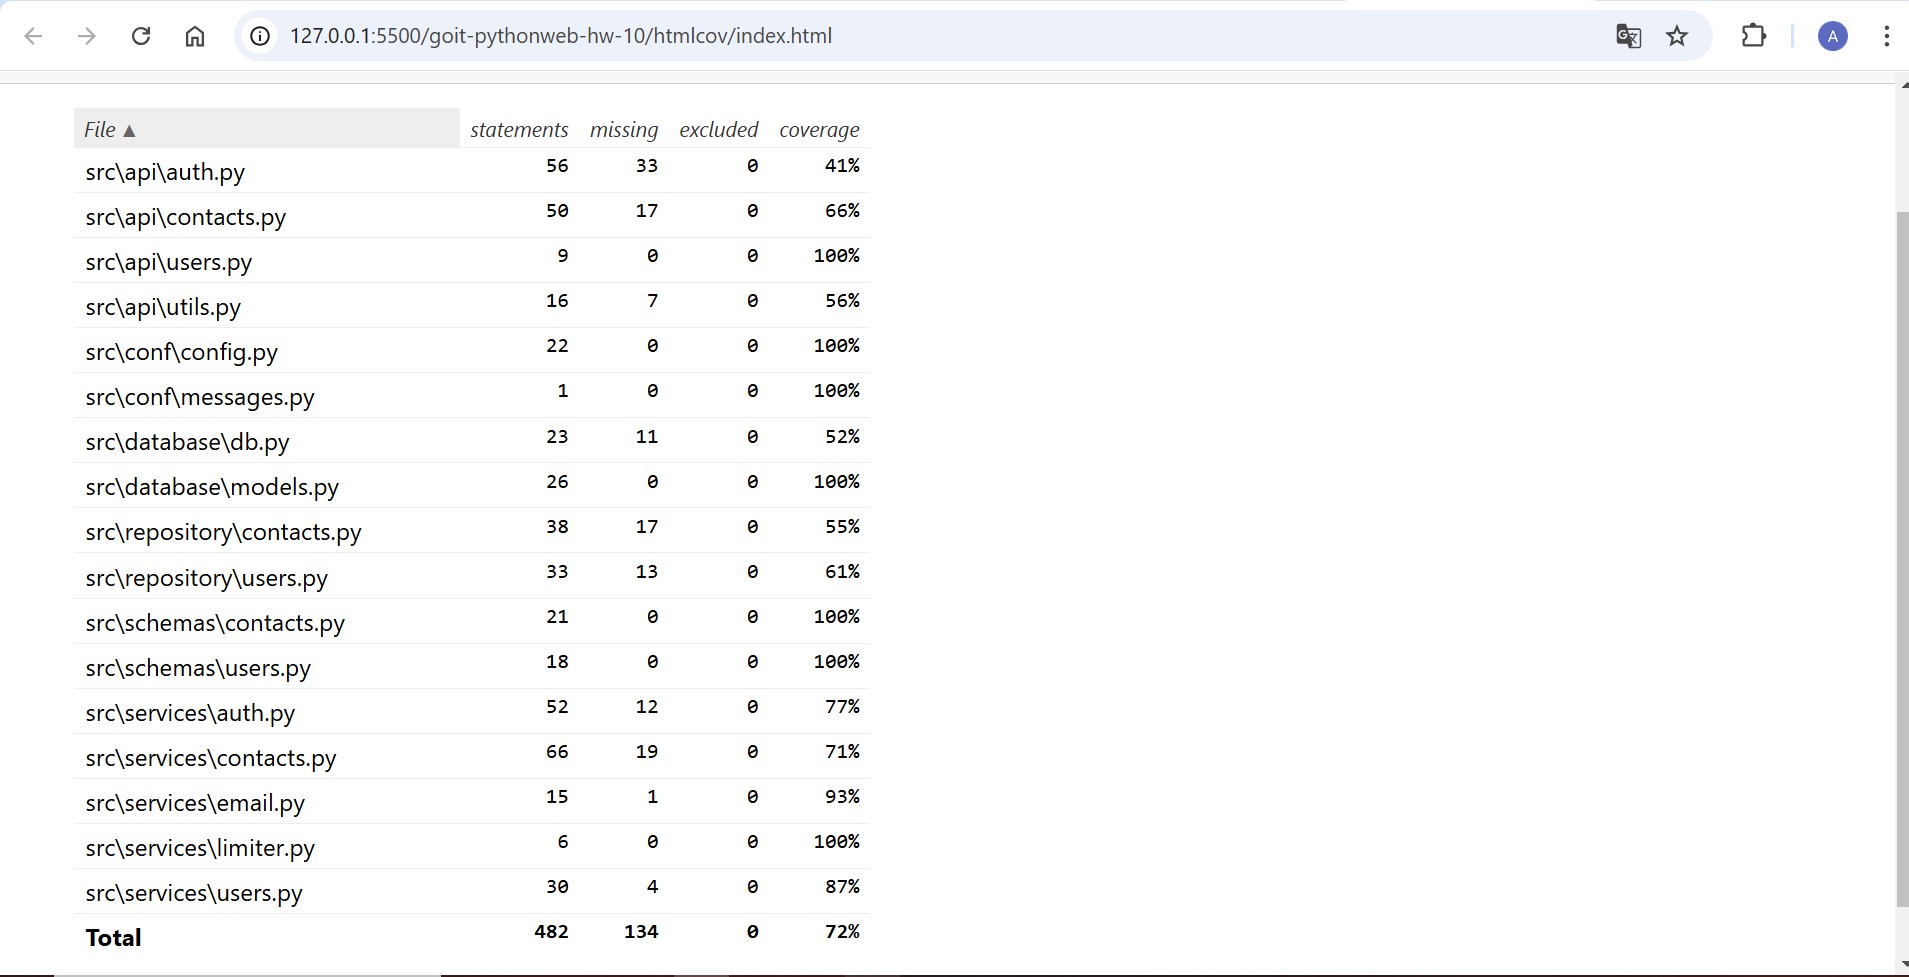 127.0.0.1:5500/goit-pythonweb-hw-10/htmlcov/index.html
A
File ▲ statements missing excluded coverage
src\api\auth.py 56 33 0 41%
src\api\contacts.py 50 17 0 66%
src\api\users.py 9 0 0 100%
src\api\utils.py 16 7 0 56%
src\conf\config.py 22 0 0 100%
src\conf\messages.py 1 0 0 100%
src\database\db.py 23 11 0 52%
src\database\models.py 26 0 0 100%
src\repository\contacts.py 38 17 0 55%
src\repository\users.py 33 13 0 61%
src\schemas\contacts.py 21 0 0 100%
src\schemas\users.py 18 0 0 100%
src\services\auth.py 52 12 0 77%
src\services\contacts.py 66 19 0 71%
src\services\email.py 15 1 0 93%
src\services\limiter.py 6 0 0 100%
src\services\users.py 30 4 0 87%
Total 482 134 0 72%